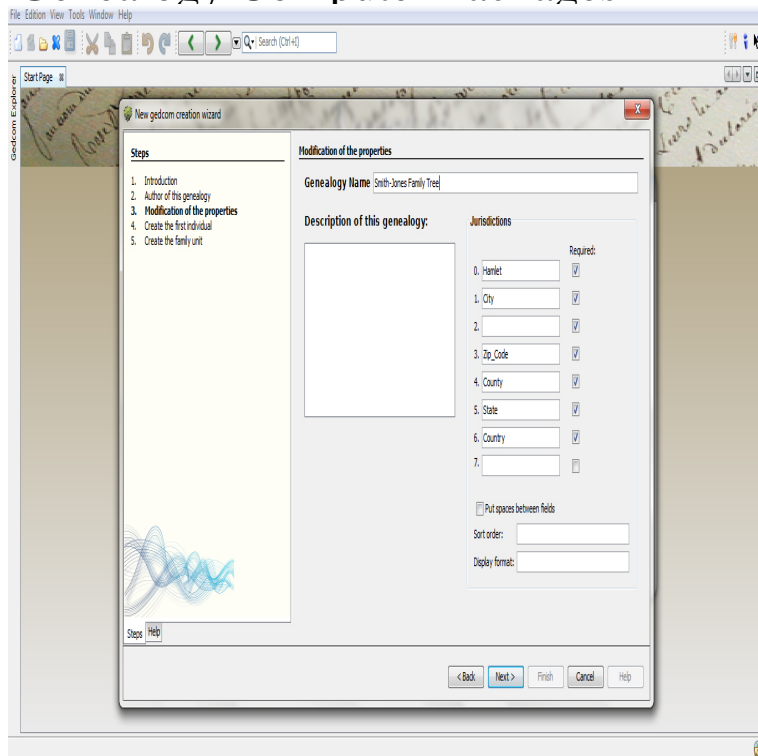 File Edition View Tools Window Help
Search (Ctrl+I)
Start Page
Gedcom Explorer
New gedcom creation wizard
Steps
1. Introduction
2. Author of this genealogy
3. Modification of the properties
4. Create the first individual
5. Create the family unit
Modification of the properties
Genealogy Name Smith-Jones Family Tree
Description of this genealogy:
Jurisdictions
Required:
0. Hamlet
1. City
2.
3. Zip_Code
4. County
5. State
6. Country
7.
Put spaces between fields
Sort order:
Display format:
Steps Help
< Back Next > Finish Cancel Help